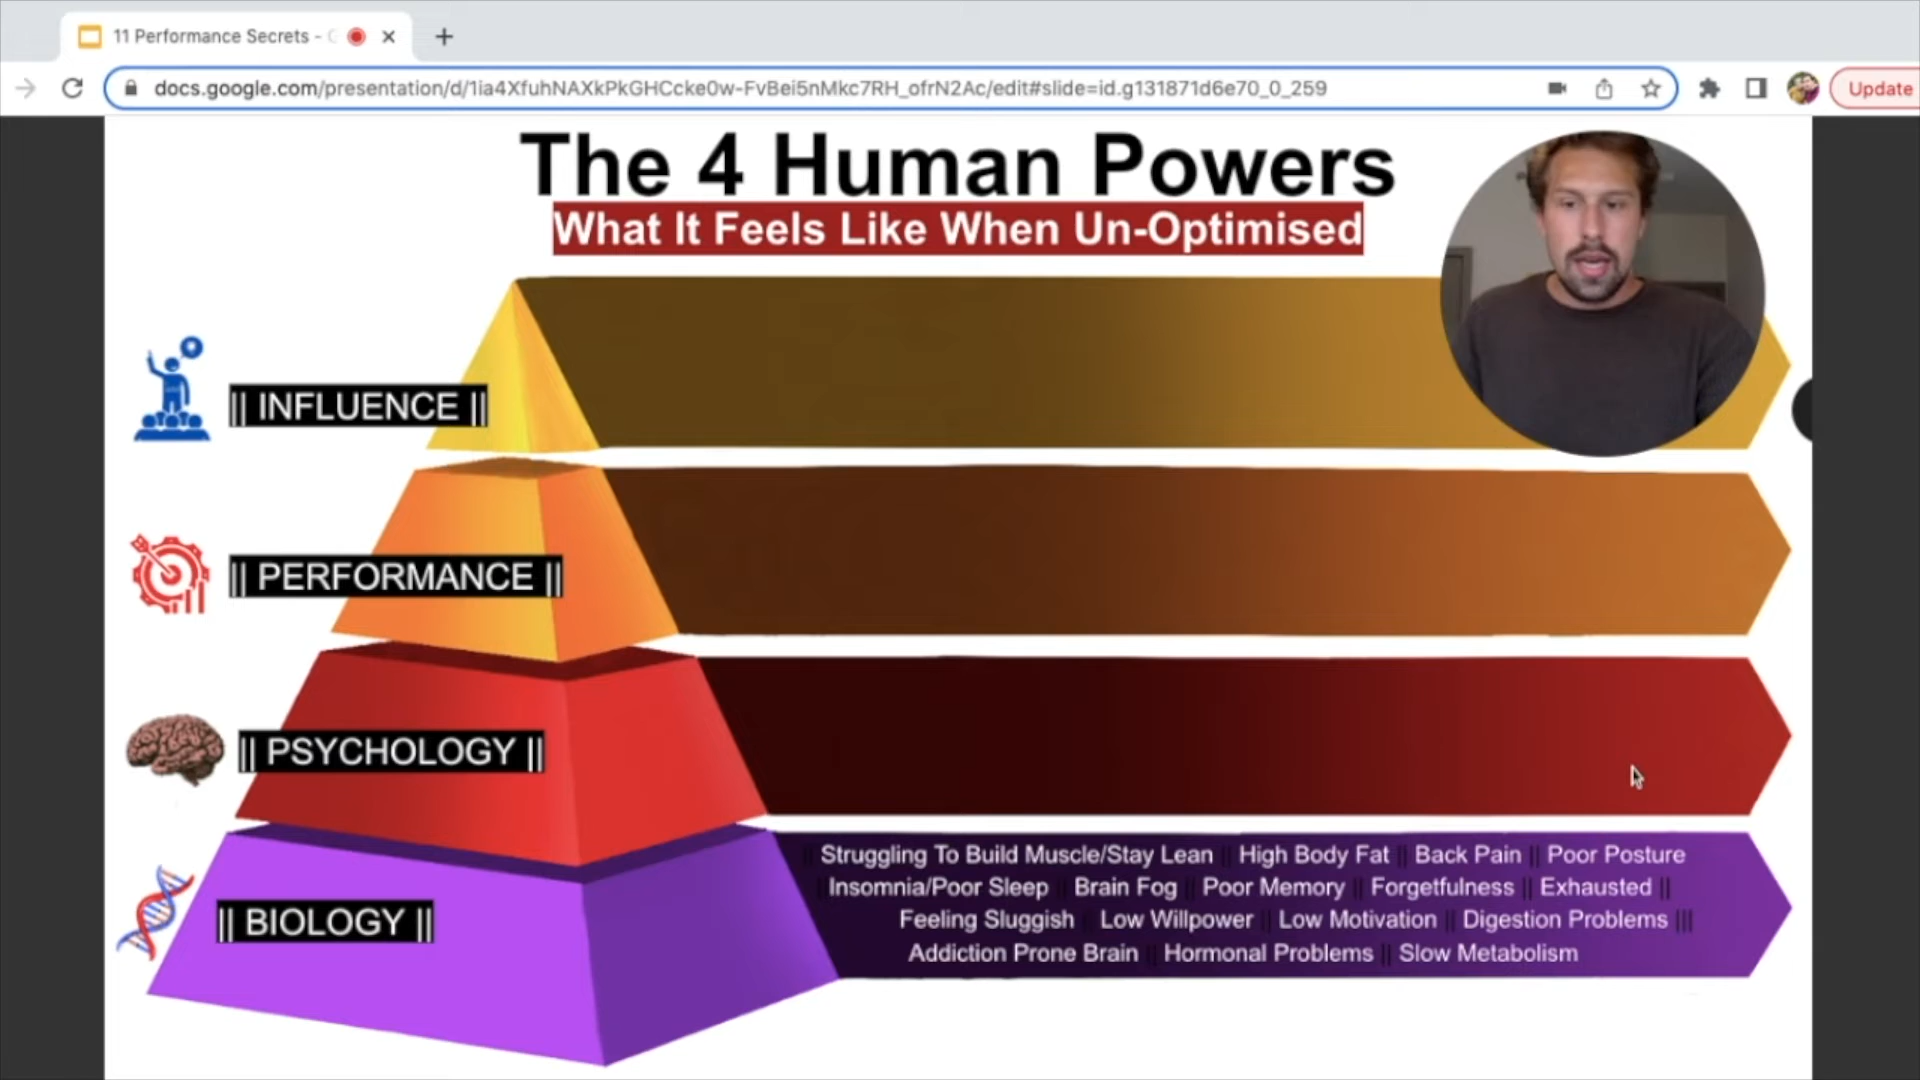 11 Performance Secrets -
docs.google.com/presentation/d/1ia4XfuhNAXkPkGHCcke0w-FvBei5nMkc7RH_ofrN2Ac/edit#slide=id.g131871d6e70_0_259
Update
The 4 Human Powers
What It Feels Like When Un-Optimised
|| INFLUENCE ||
|| PERFORMANCE ||
|| PSYCHOLOGY ||
|| BIOLOGY ||
|| Struggling To Build Muscle/Stay Lean || High Body Fat || Back Pain || Poor Posture
|| Insomnia/Poor Sleep || Brain Fog || Poor Memory || Forgetfulness || Exhausted ||
Feeling Sluggish || Low Willpower || Low Motivation || Digestion Problems |||
Addiction Prone Brain || Hormonal Problems || Slow Metabolism